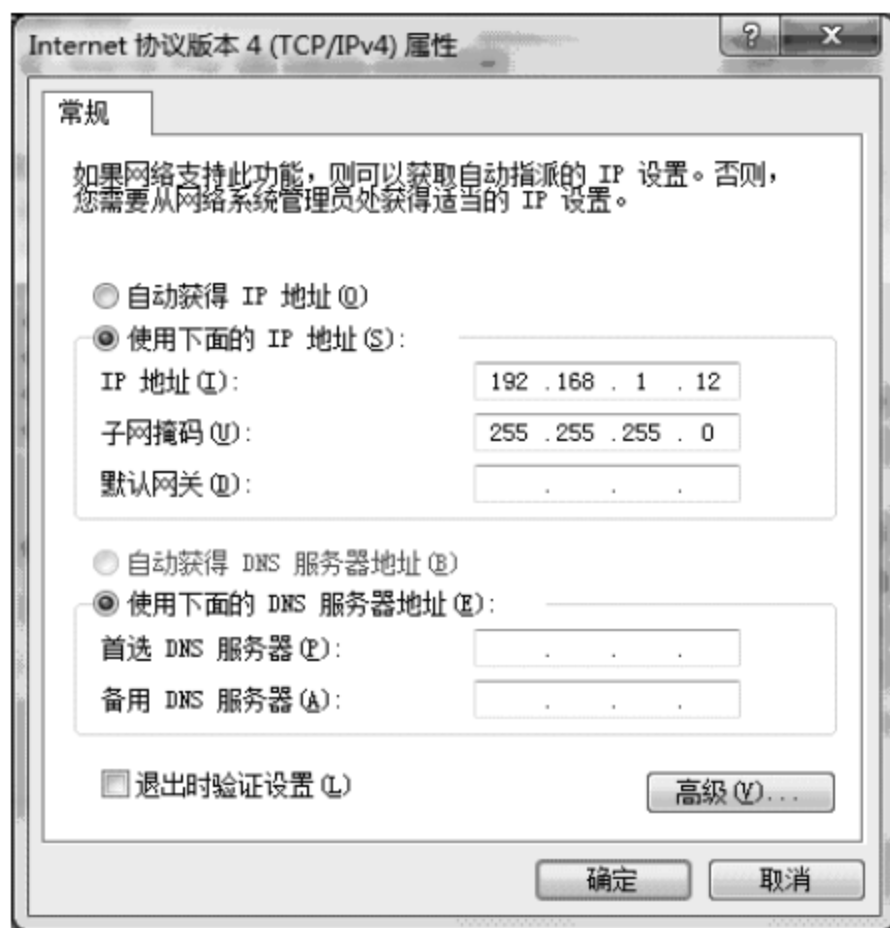 Internet 协议版本 4 (TCP/IPv4) 属性
?
常规
如果网络支持此功能，则可以获取自动指派的 IP 设置。否则，
您需要从网络系统管理员处获得适当的 IP 设置。
自动获得 IP 地址(O)
使用下面的 IP 地址(S):
IP 地址(I): 192 .168 . 1 . 12
子网掩码(U): 255 .255 .255 . 0
默认网关(D): . . .
自动获得 DNS 服务器地址(B)
使用下面的 DNS 服务器地址(E):
首选 DNS 服务器(P): . . .
备用 DNS 服务器(A): . . .
退出时验证设置(L)
高级(V)...
确定 取消